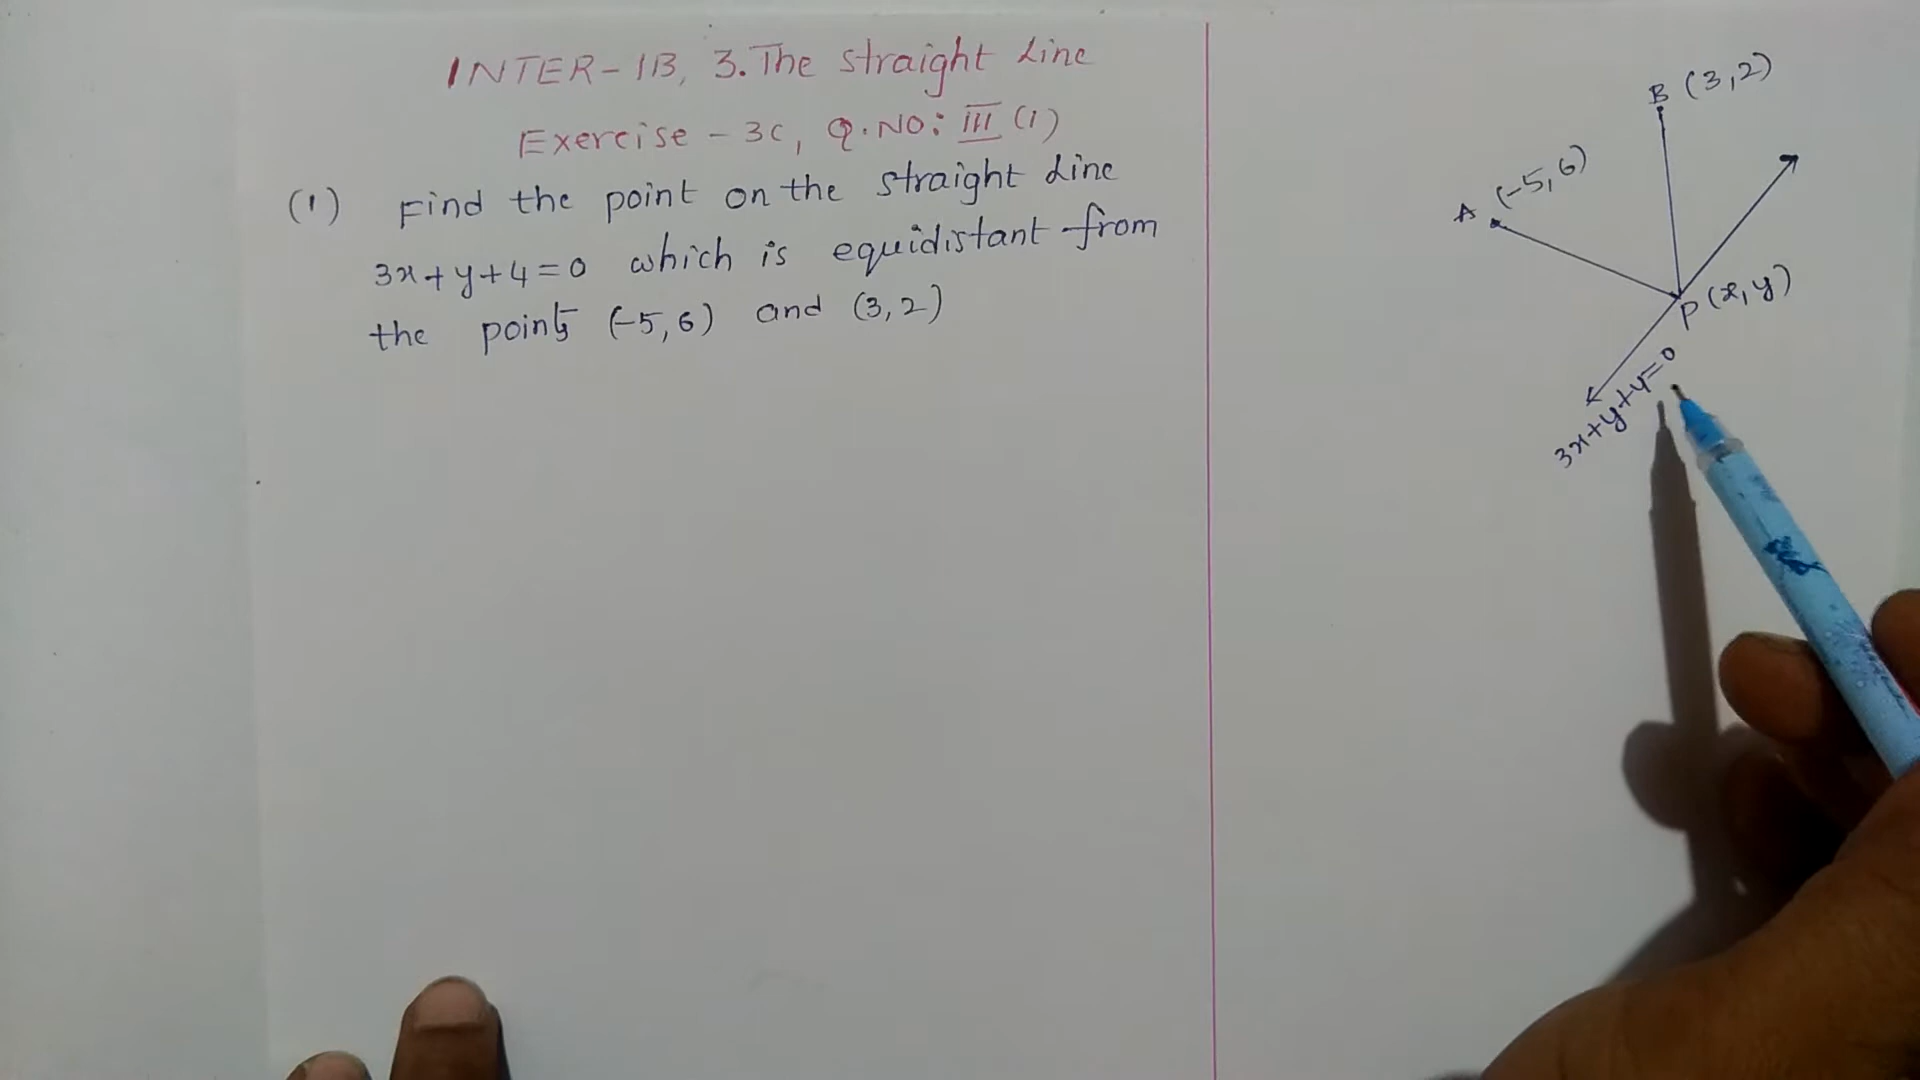 INTER-1B, 3. The straight Line
Exercise - 3C, Q.NO: III (1)
(1) Find the point on the straight Line
3x+y+4=0 which is equidistant from
the points (-5,6) and (3,2)
B (3,2)
A (-5,6)
P(x,y)
3x+y+4=0